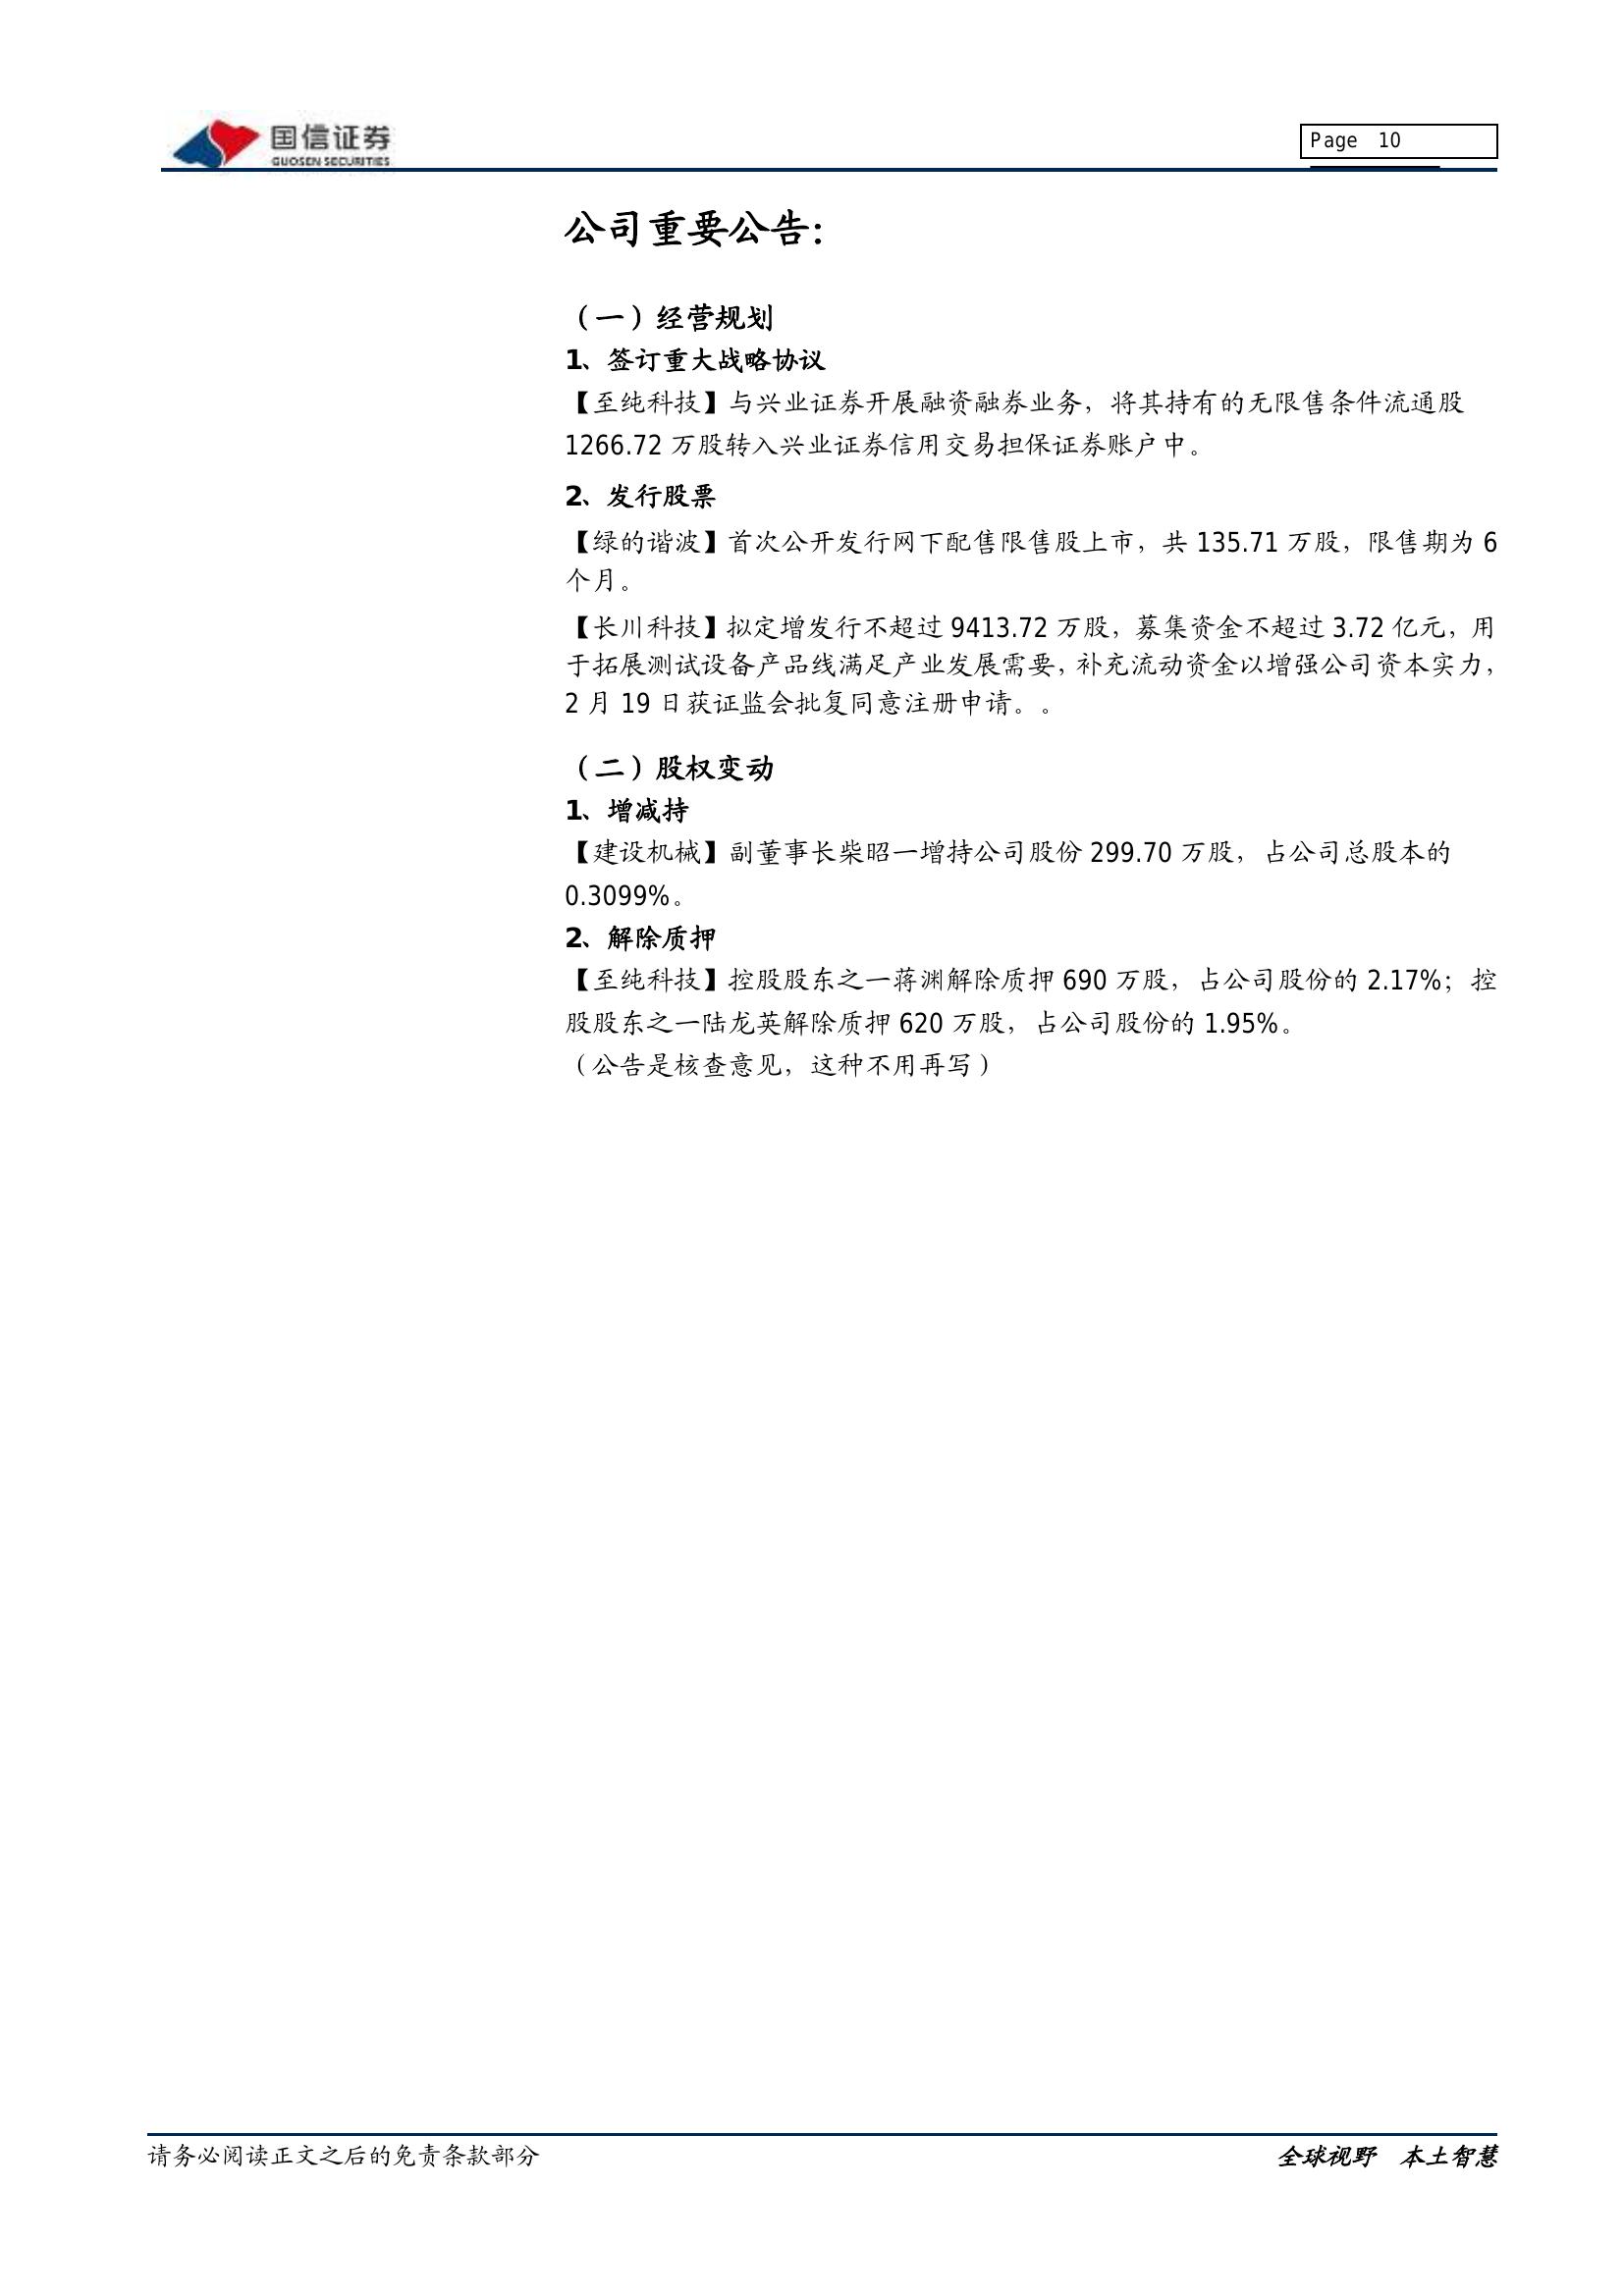 国信证券
GUOSEN SECURITIES
Page 10
公司重要公告：
（一）经营规划
1、签订重大战略协议
【至纯科技】与兴业证券开展融资融券业务，将其持有的无限售条件流通股
1266.72 万股转入兴业证券信用交易担保证券账户中。
2、发行股票
【绿的谐波】首次公开发行网下配售限售股上市，共 135.71 万股，限售期为 6
个月。
【长川科技】拟定增发行不超过 9413.72 万股，募集资金不超过 3.72 亿元，用
于拓展测试设备产品线满足产业发展需要，补充流动资金以增强公司资本实力，
2 月 19 日获证监会批复同意注册申请。。
（二）股权变动
1、增减持
【建设机械】副董事长柴昭一增持公司股份 299.70 万股，占公司总股本的
0.3099%。
2、解除质押
【至纯科技】控股股东之一蒋渊解除质押 690 万股，占公司股份的 2.17%；控
股股东之一陆龙英解除质押 620 万股，占公司股份的 1.95%。
（公告是核查意见，这种不用再写）
请务必阅读正文之后的免责条款部分
全球视野 本土智慧